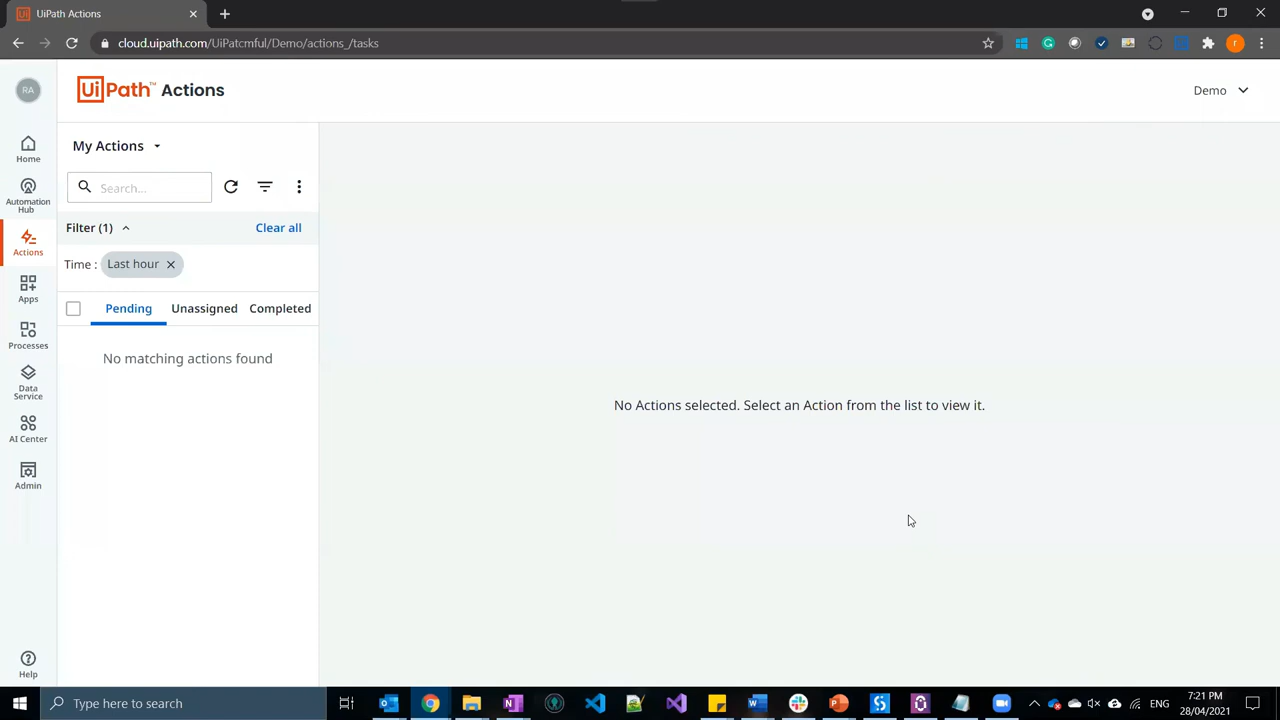 UiPath Actions
cloud.uipath.com/UiPatcmful/Demo/actions_/tasks
RA
UiPath™ Actions
Demo
Home
Automation
Hub
Actions
Apps
Processes
Data
Service
AI Center
Admin
Help
My Actions
Search...
Filter (1)
Clear all
Time :
Last hour
Pending
Unassigned
Completed
No matching actions found
No Actions selected. Select an Action from the list to view it.
Type here to search
ENG
7:21 PM
28/04/2021